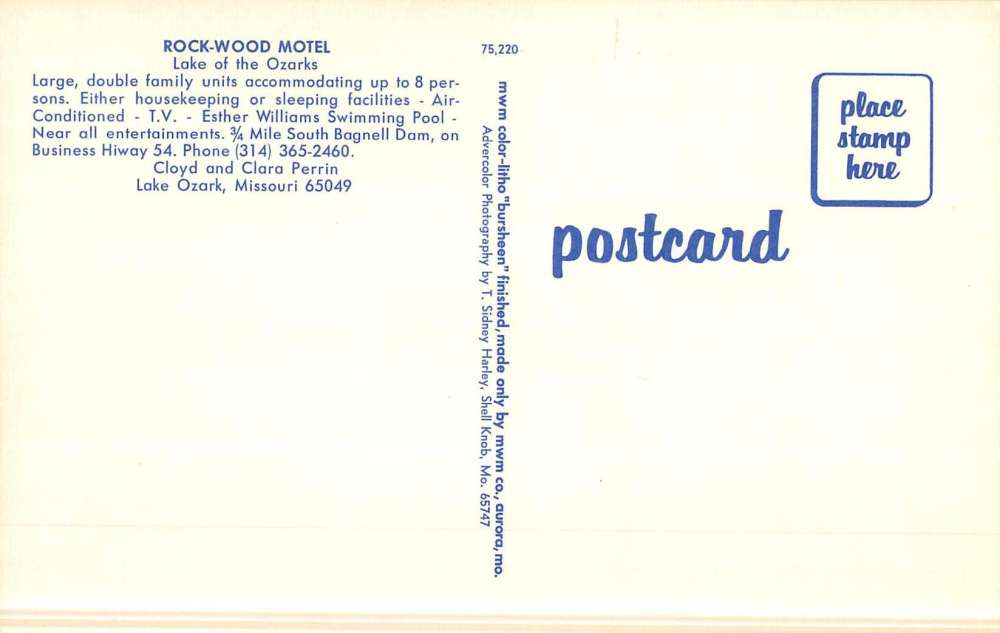 ROCK-WOOD MOTEL
Lake of the Ozarks
Large, double family units accommodating up to 8 per-
sons. Either housekeeping or sleeping facilities - Air-
Conditioned - T.V. - Esther Williams Swimming Pool -
Near all entertainments. ¾ Mile South Bagnell Dam, on
Business Hiway 54. Phone (314) 365-2460.
Cloyd and Clara Perrin
Lake Ozark, Missouri 65049
75,220
mwm color-litho "bursheen" finished, made only by mwm co., aurora, mo.
Advercolor Photography by T. Sidney Harley, Shell Knob, Mo. 65747
place
stamp
here
postcard